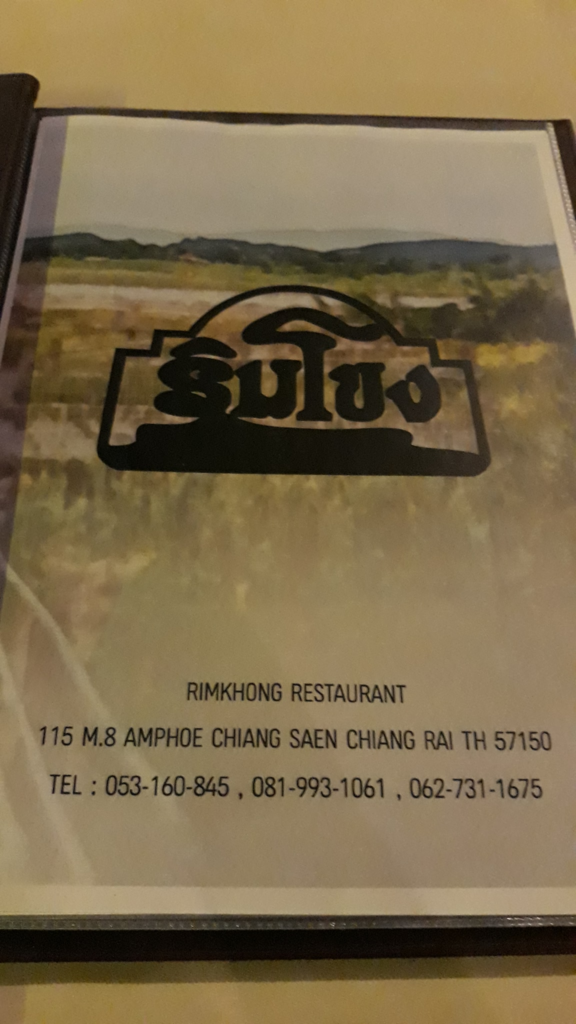 ริมโขง
RIMKHONG RESTAURANT
115 M.8 AMPHOE CHIANG SAEN CHIANG RAI TH 57150
TEL : 053-160-845 , 081-993-1061 , 062-731-1675